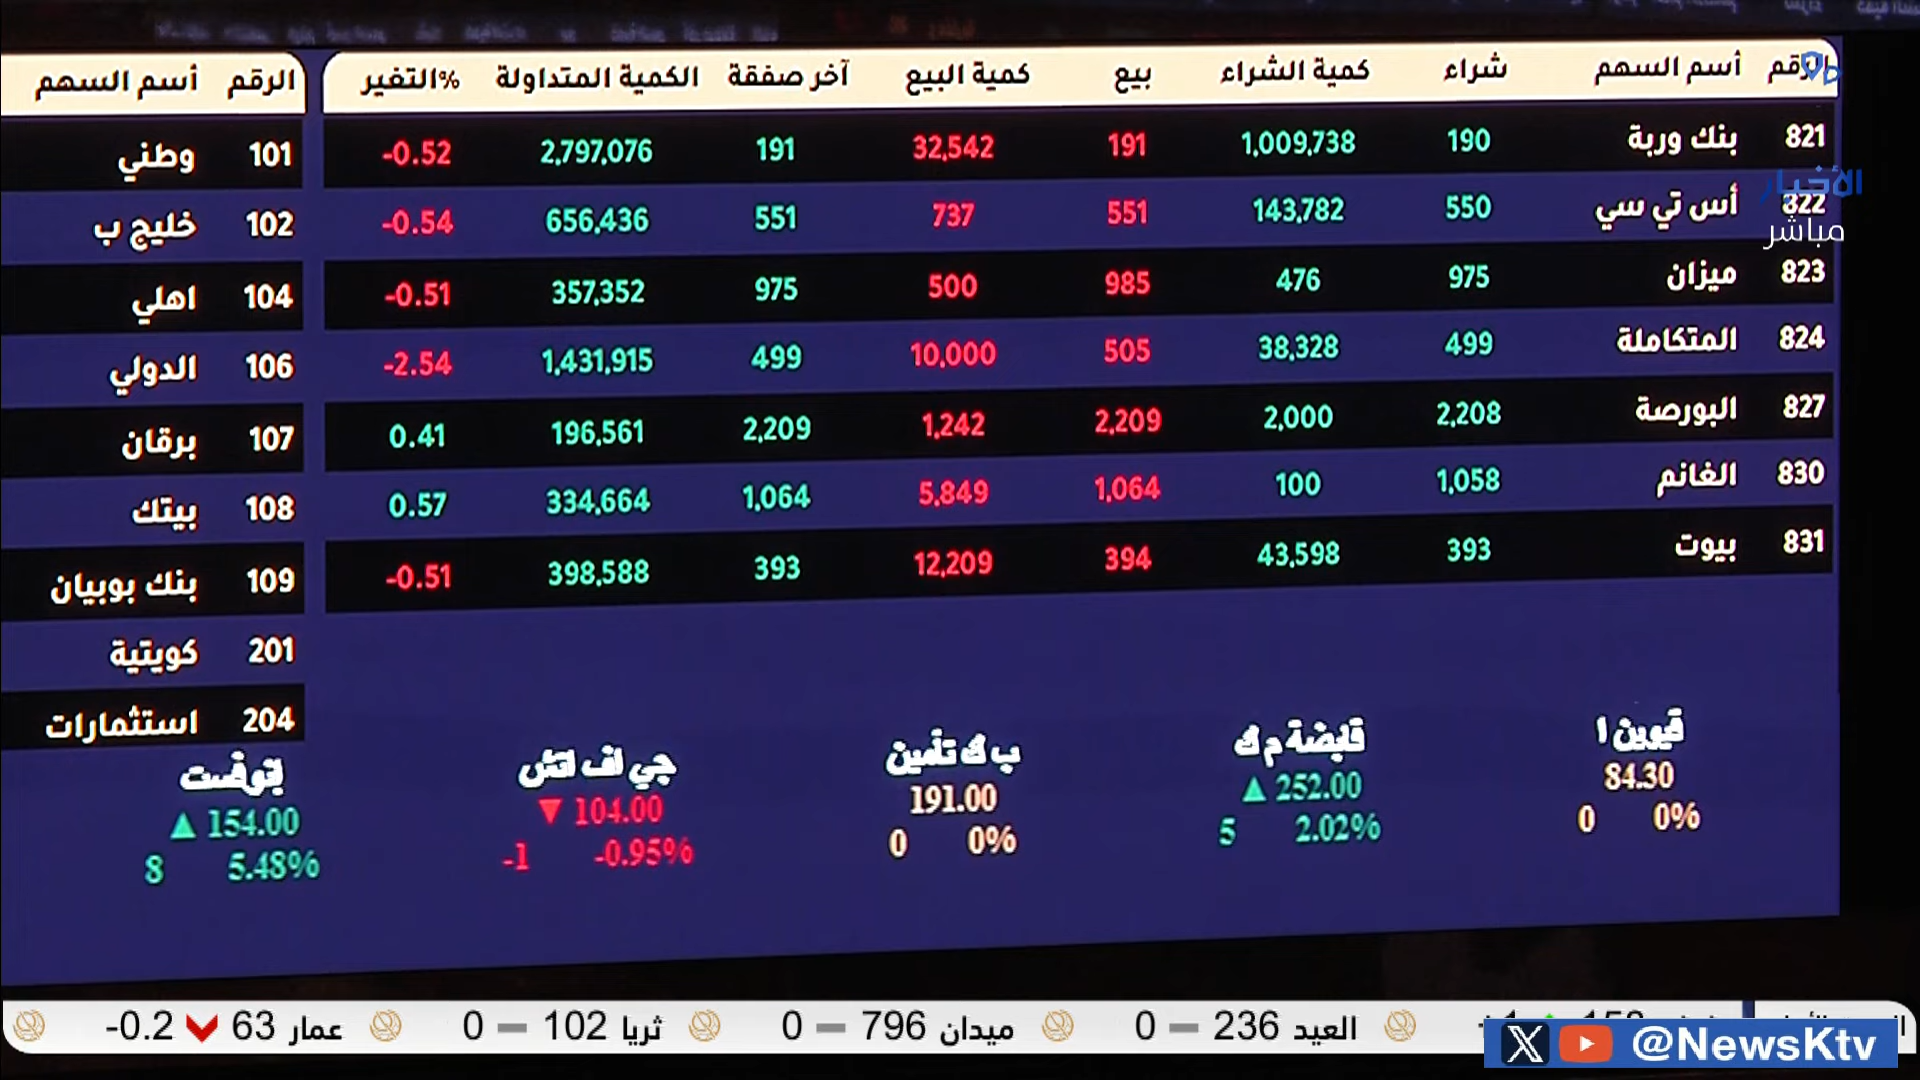 الرقم أسم السهم شراء كمية الشراء بيع كمية البيع آخر صفقة الكمية المتداولة التغير%
821 بنك وربة 190 1,009,738 191 32,542 191 2,797,076 -0.52
822 أس تي سي 550 143,782 551 737 551 656,436 -0.54
823 ميزان 975 476 985 500 975 357,352 -0.51
824 المتكاملة 499 38,328 505 10,000 499 1,431,915 -2.54
827 البورصة 2,208 2,000 2,209 1,242 2,209 196,561 0.41
830 الغانم 1,058 100 1,064 5,849 1,064 334,664 0.57
831 بيوت 393 43,598 394 12,209 393 398,588 -0.51
الرقم أسم السهم
101 وطني
102 خليج ب
104 اهلي
106 الدولي
107 برقان
108 بيتك
109 بنك بوبيان
201 كويتية
204 استثمارات
الأخبار
مباشر
قيوين ا
84.30
0 0%
قابضة م ك
▲ 252.00
5 2.02%
ب ك تأمين
191.00
0 0%
جي اف اتش
▼ 104.00
-1 -0.95%
إنوفست
▲ 154.00
8 5.48%
العيد 236 0 ميدان 796 0 ثريا 102 0 عمار 63 -0.2
@NewsKtv